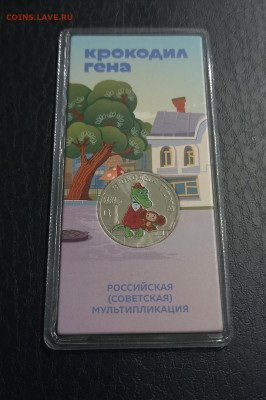 COINS.LAVE.RU
крокодил
гена
РОССИЙСКАЯ
(СОВЕТСКАЯ)
МУЛЬТИПЛИКАЦИЯ